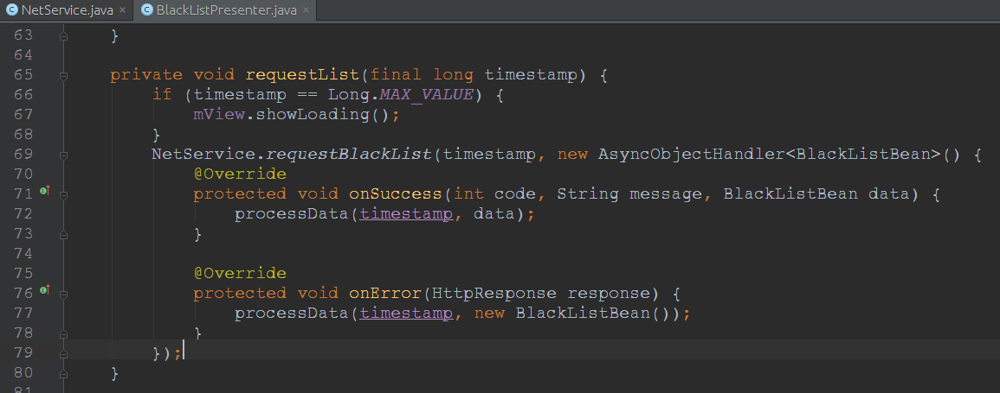 NetService.java × BlackListPresenter.java ×
63 }
64
65 private void requestList(final long timestamp) {
66 if (timestamp == Long.MAX_VALUE) {
67 mView.showLoading();
68 }
69 NetService.requestBlackList(timestamp, new AsyncObjectHandler<BlackListBean>() {
70 @Override
71 protected void onSuccess(int code, String message, BlackListBean data) {
72 processData(timestamp, data);
73 }
74
75 @Override
76 protected void onError(HttpResponse response) {
77 processData(timestamp, new BlackListBean());
78 }
79 });
80 }
81